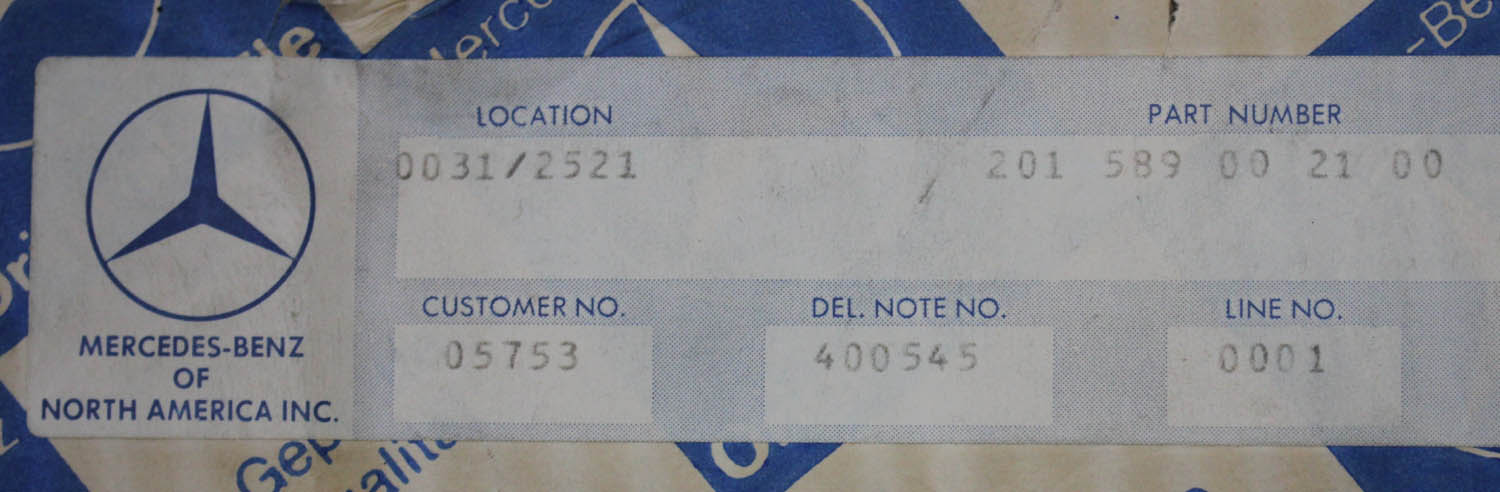 LOCATION PART NUMBER
0031/2521 201 589 00 21 00
CUSTOMER NO. DEL. NOTE NO. LINE NO.
05753 400545 0001
MERCEDES-BENZ
OF
NORTH AMERICA INC.